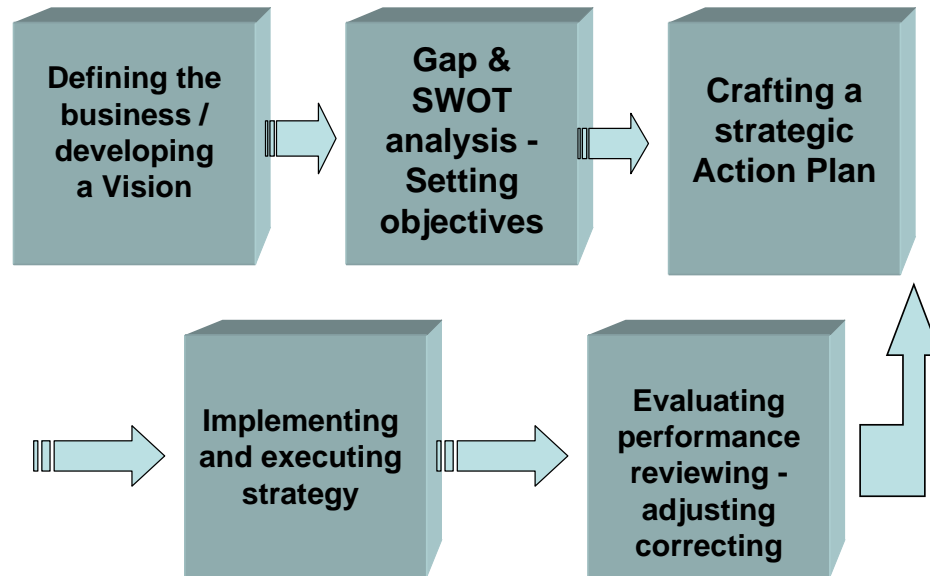 Defining the
business /
developing
a Vision
Gap &
SWOT
analysis -
Setting
objectives
Crafting a
strategic
Action Plan
Implementing
and executing
strategy
Evaluating
performance
reviewing -
adjusting
correcting